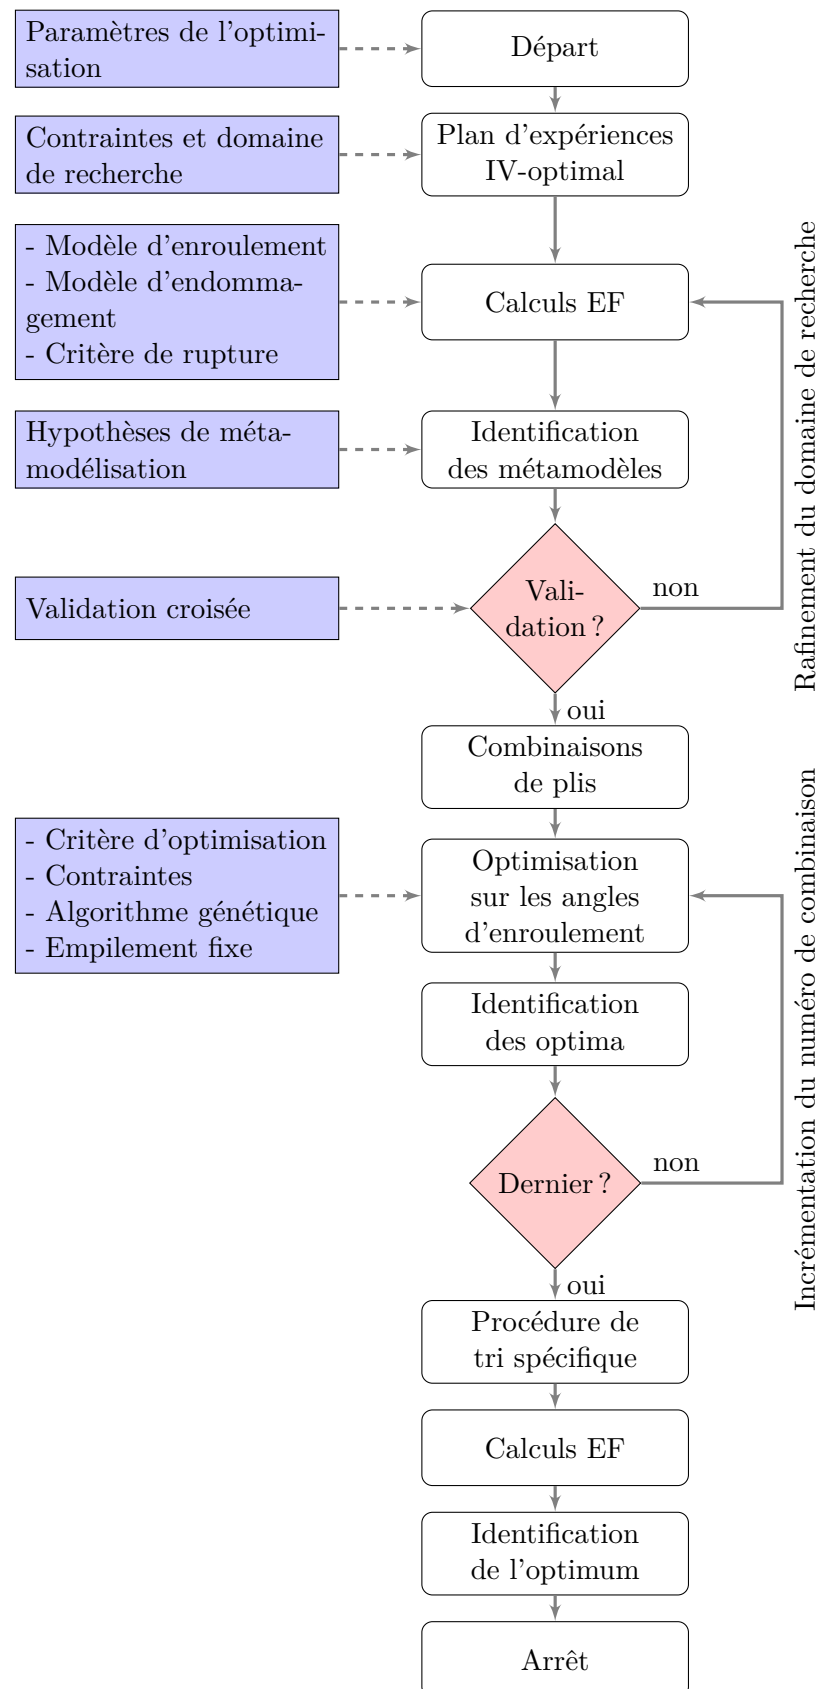 Paramètres de l'optimi-
sation
Départ
Contraintes et domaine
de recherche
Plan d'expériences
IV-optimal
- Modèle d'enroulement
- Modèle d'endomma-
gement
- Critère de rupture
Calculs EF
Rafinement du domaine de recherche
Hypothèses de méta-
modélisation
Identification
des métamodèles
Validation croisée
Vali-
dation ?
non
oui
Combinaisons
de plis
- Critère d'optimisation
- Contraintes
- Algorithme génétique
- Empilement fixe
Optimisation
sur les angles
d'enroulement
Incrémentation du numéro de combinaison
Identification
des optima
Dernier ?
non
oui
Procédure de
tri spécifique
Calculs EF
Identification
de l'optimum
Arrêt